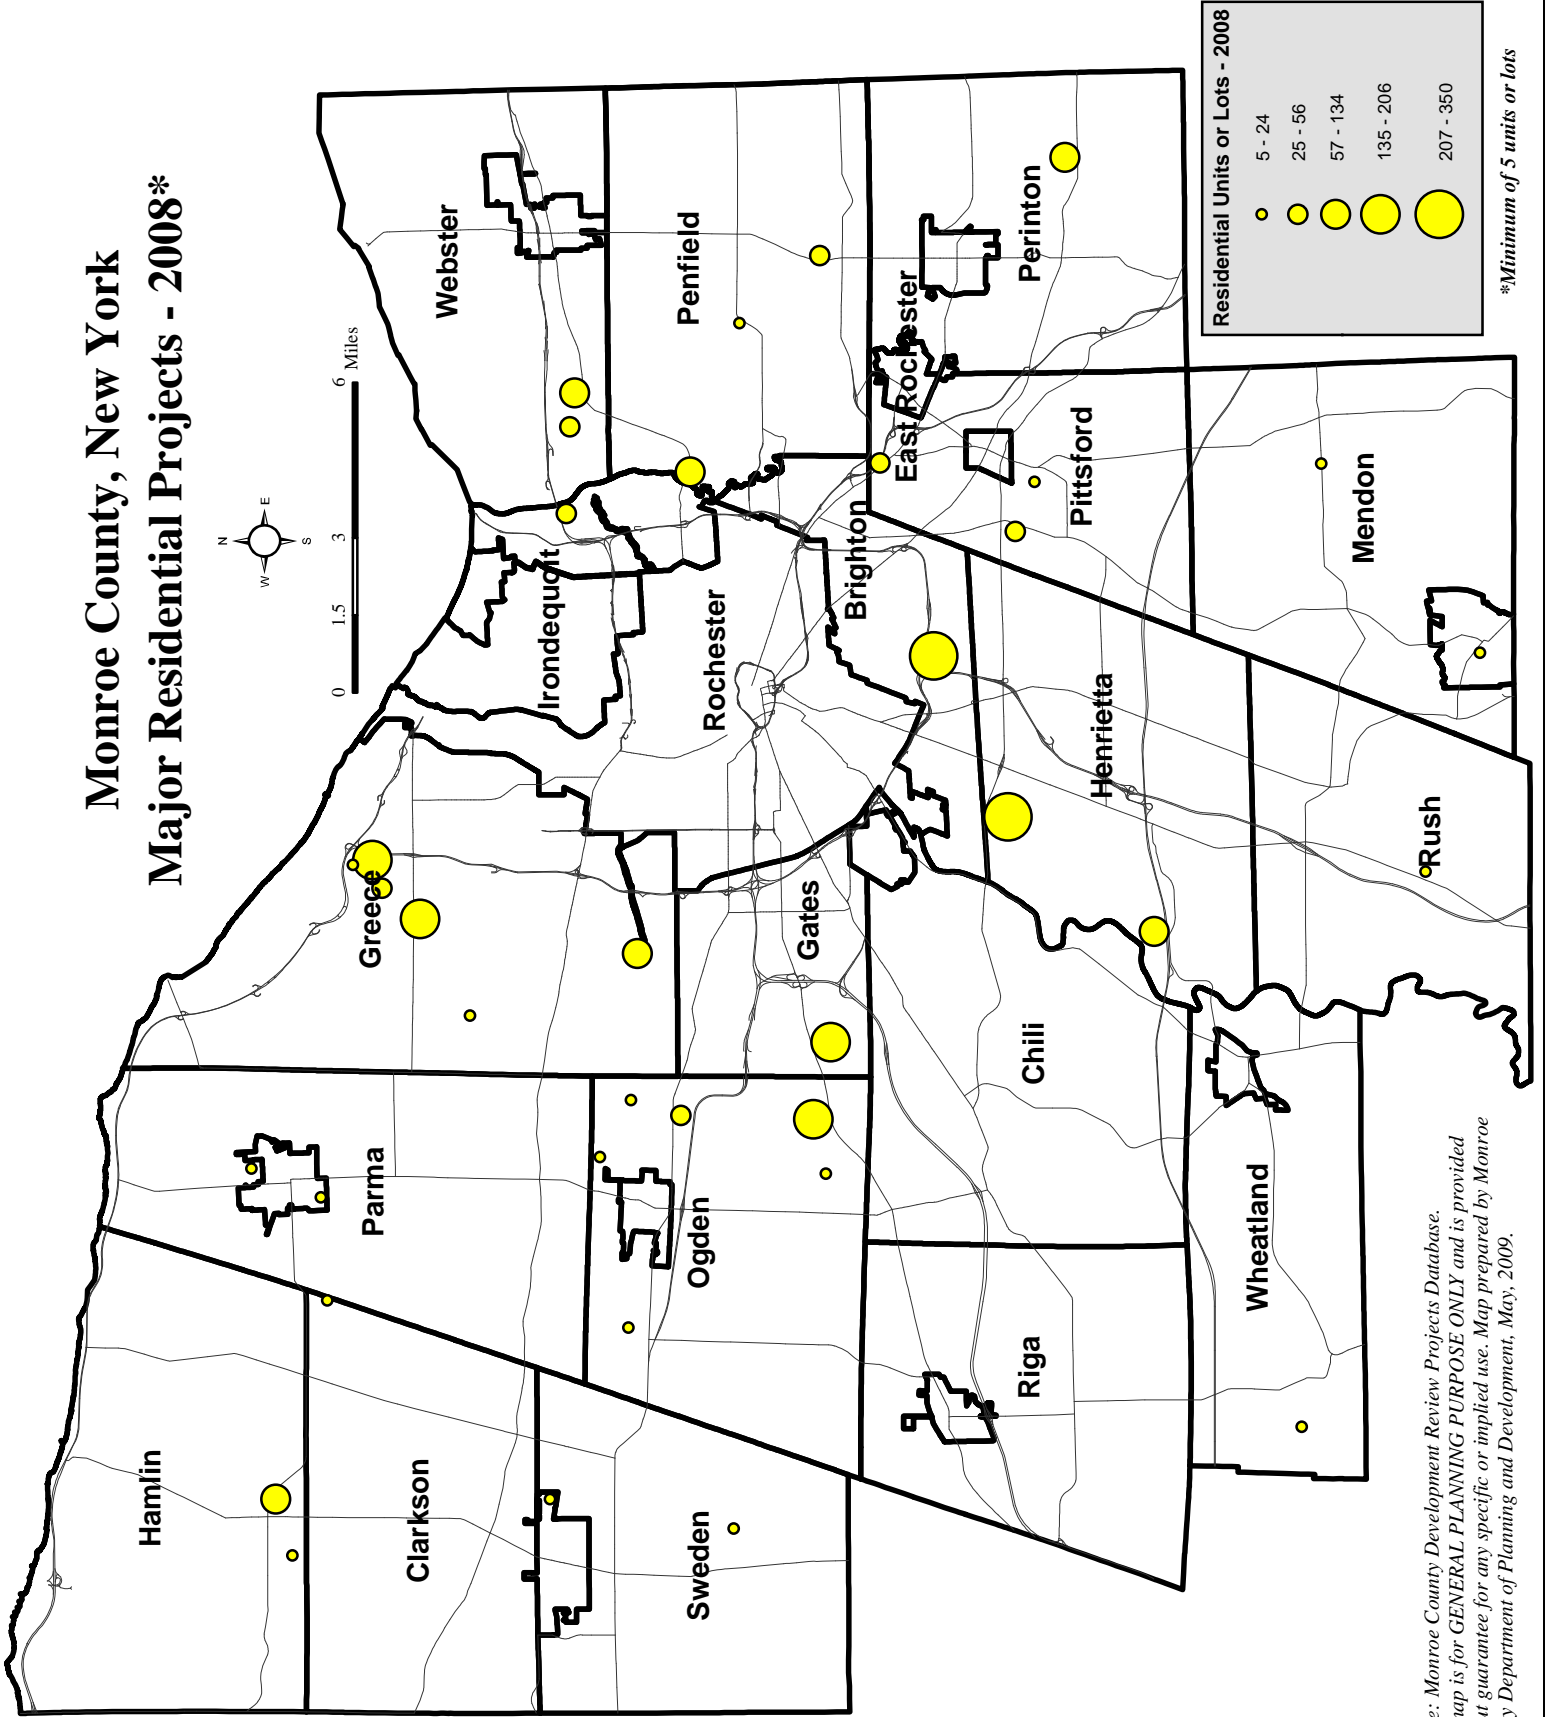 Monroe County, New York
Major Residential Projects - 2008*
N
W E
S
0 1.5 3 6
Miles
Webster
Penfield
Perinton
East Rochester
Pittsford
Mendon
Irondequoit
Rochester
Brighton
Henrietta
Rush
Greece
Gates
Chili
Wheatland
Parma
Ogden
Riga
Hamlin
Clarkson
Sweden
Residential Units or Lots - 2008
5 - 24
25 - 56
57 - 134
135 - 206
207 - 350
*Minimum of 5 units or lots
e: Monroe County Development Review Projects Database.
map is for GENERAL PLANNING PURPOSE ONLY and is provided
ut guarantee for any specific or implied use. Map prepared by Monroe
y Department of Planning and Development, May, 2009.